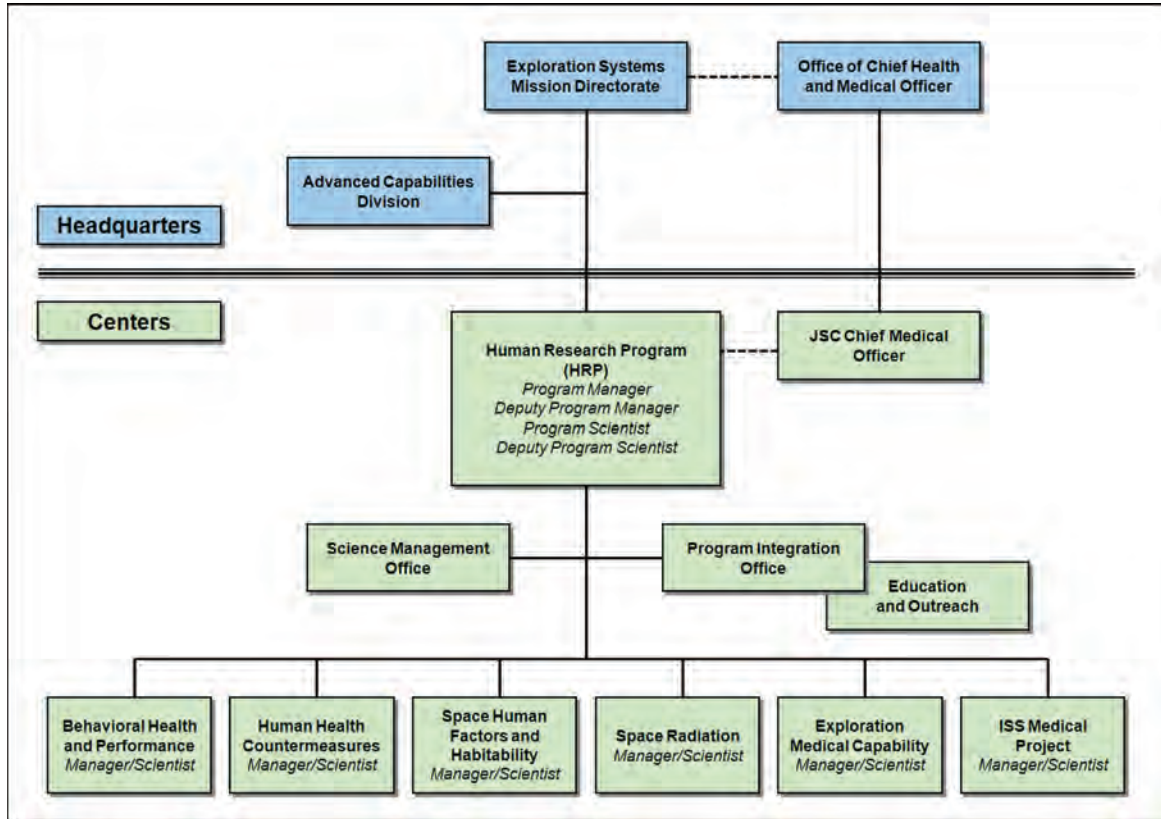 Exploration Systems
Mission Directorate
Office of Chief Health
and Medical Officer
Advanced Capabilities
Division
Headquarters
Centers
Human Research Program
(HRP)
Program Manager
Deputy Program Manager
Program Scientist
Deputy Program Scientist
JSC Chief Medical
Officer
Science Management
Office
Program Integration
Office
Education
and Outreach
Behavioral Health
and Performance
Manager/Scientist
Human Health
Countermeasures
Manager/Scientist
Space Human
Factors and
Habitability
Manager/Scientist
Space Radiation
Manager/Scientist
Exploration
Medical Capability
Manager/Scientist
ISS Medical
Project
Manager/Scientist